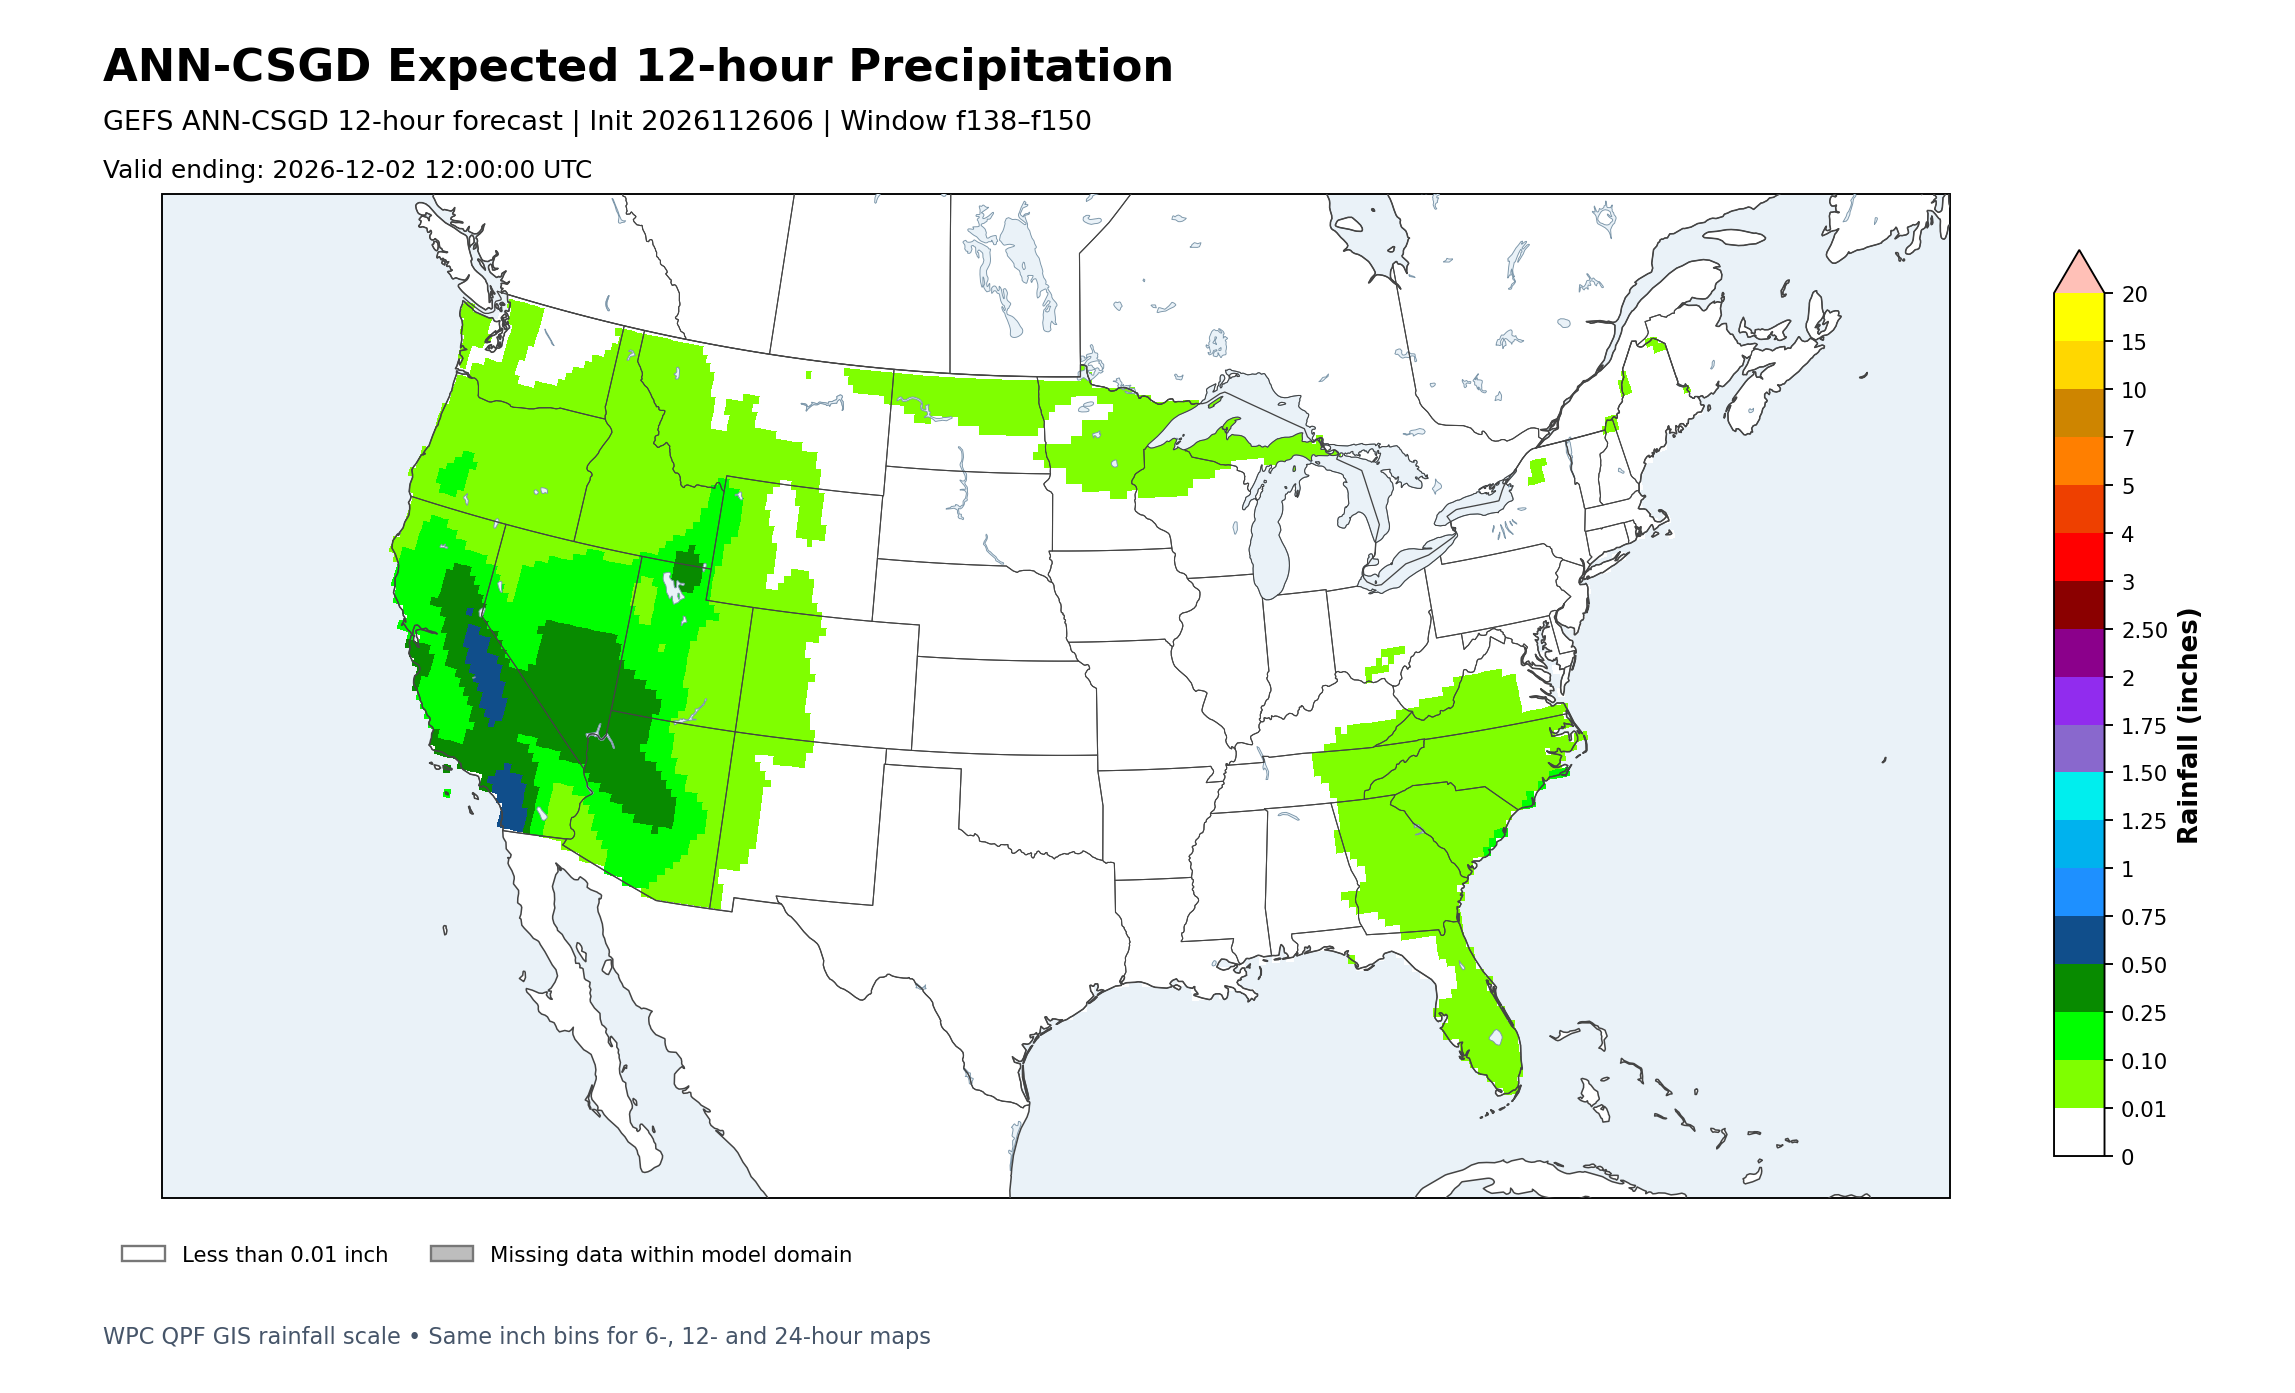 ANN-CSGD Expected 12-hour Precipitation
GEFS ANN-CSGD 12-hour forecast | Init 2026112606 | Window f138–f150
Valid ending: 2026-12-02 12:00:00 UTC
20
15
10
7
5
4
3
2.50
2
1.75
1.50
1.25
1
0.75
0.50
0.25
0.10
0.01
0
Rainfall (inches)
Less than 0.01 inch
Missing data within model domain
WPC QPF GIS rainfall scale • Same inch bins for 6-, 12- and 24-hour maps